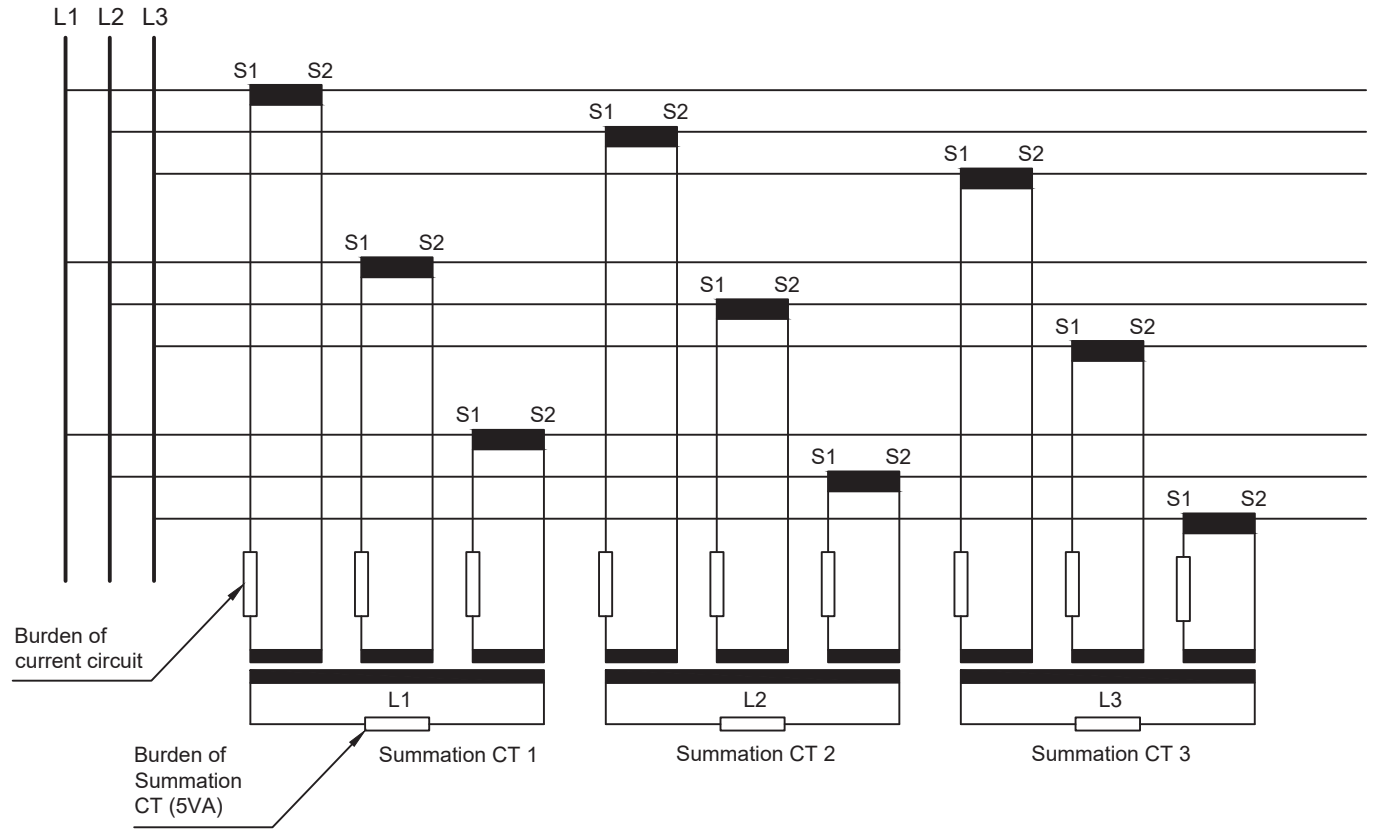 L1 L2 L3
S1 S2
S1 S2
S1 S2
S1 S2
S1 S2
S1 S2
S1 S2
S1 S2
S1 S2
Burden of
current circuit
L1 L2 L3
Summation CT 1 Summation CT 2 Summation CT 3
Burden of
Summation
CT (5VA)